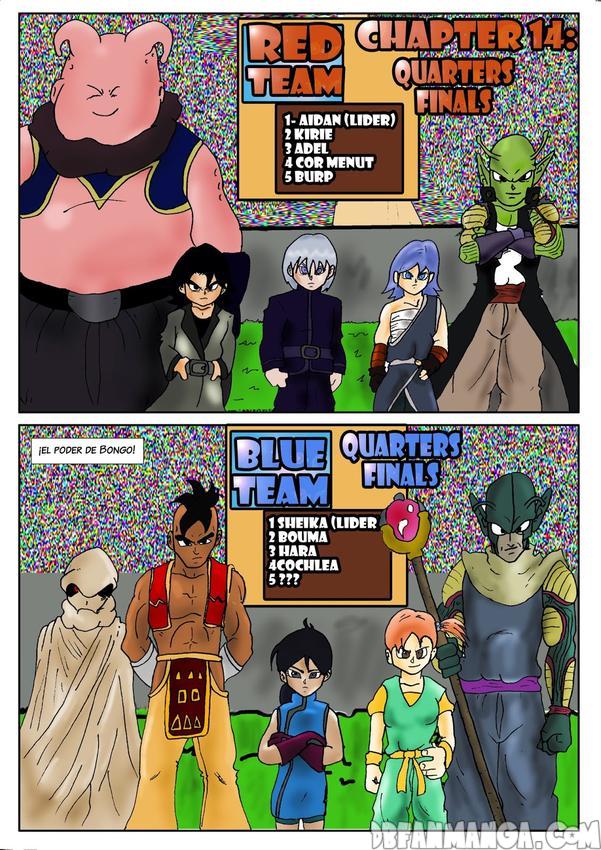 RED
TEAM
CHAPTER 14:
QUARTERS
FINALS
1- AIDAN (LIDER)
2 KIRIE
3 ADEL
4 COR MENUT
5 BURP
¡EL PODER DE BONGO!
BLUE
TEAM
QUARTERS
FINALS
1 SHEIKA (LIDER
2 BOUMA
3 HARA
4COCHLEA
5 ???
DBFANMANGA.COM